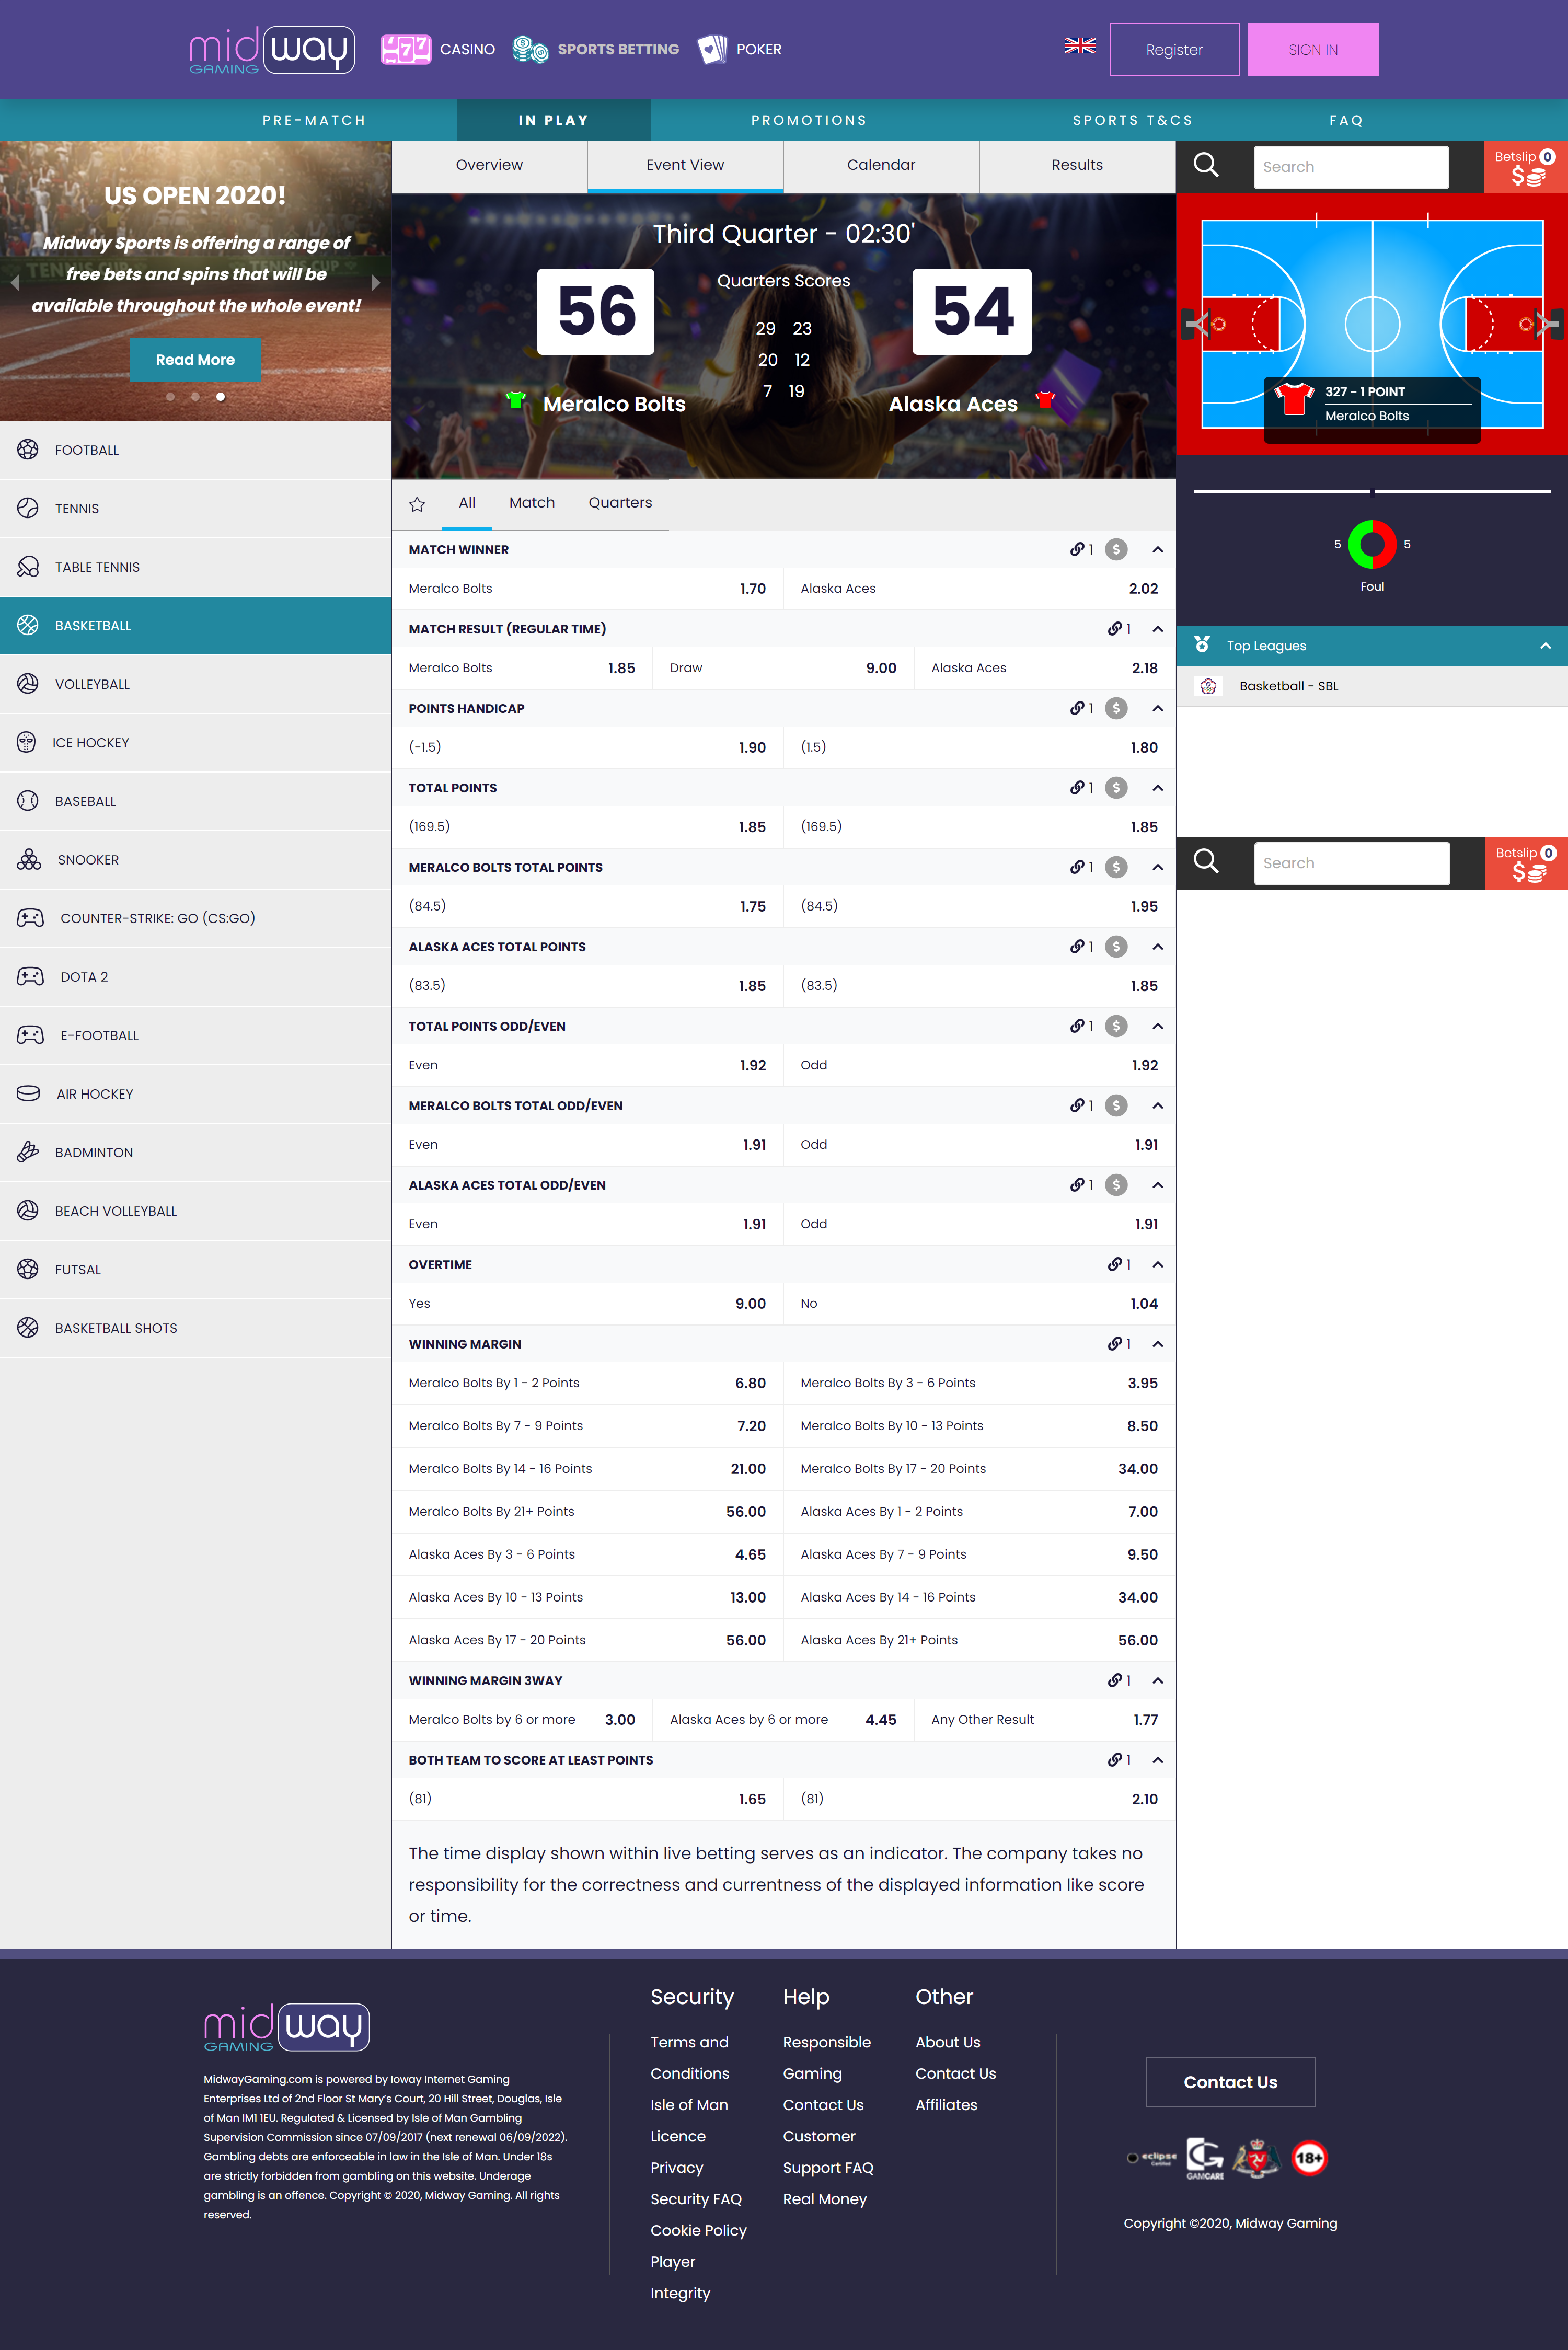 midway
GAMING
CASINO
SPORTS BETTING
POKER
Register
SIGN IN
PRE-MATCH
IN PLAY
PROMOTIONS
SPORTS T&CS
FAQ
US OPEN 2020!
Midway Sports is offering a range of
free bets and spins that will be
available throughout the whole event!
Read More
FOOTBALL
TENNIS
TABLE TENNIS
BASKETBALL
VOLLEYBALL
ICE HOCKEY
BASEBALL
SNOOKER
COUNTER-STRIKE: GO (CS:GO)
DOTA 2
E-FOOTBALL
AIR HOCKEY
BADMINTON
BEACH VOLLEYBALL
FUTSAL
BASKETBALL SHOTS
Overview
Event View
Calendar
Results
Third Quarter - 02:30'
56
Quarters Scores
54
29 23
20 12
7 19
Meralco Bolts
Alaska Aces
All
Match
Quarters
MATCH WINNER 1 $
Meralco Bolts 1.70 Alaska Aces 2.02
MATCH RESULT (REGULAR TIME) 1
Meralco Bolts 1.85 Draw 9.00 Alaska Aces 2.18
POINTS HANDICAP 1 $
(-1.5) 1.90 (1.5) 1.80
TOTAL POINTS 1 $
(169.5) 1.85 (169.5) 1.85
MERALCO BOLTS TOTAL POINTS 1 $
(84.5) 1.75 (84.5) 1.95
ALASKA ACES TOTAL POINTS 1 $
(83.5) 1.85 (83.5) 1.85
TOTAL POINTS ODD/EVEN 1 $
Even 1.92 Odd 1.92
MERALCO BOLTS TOTAL ODD/EVEN 1 $
Even 1.91 Odd 1.91
ALASKA ACES TOTAL ODD/EVEN 1 $
Even 1.91 Odd 1.91
OVERTIME 1
Yes 9.00 No 1.04
WINNING MARGIN 1
Meralco Bolts By 1 - 2 Points 6.80 Meralco Bolts By 3 - 6 Points 3.95
Meralco Bolts By 7 - 9 Points 7.20 Meralco Bolts By 10 - 13 Points 8.50
Meralco Bolts By 14 - 16 Points 21.00 Meralco Bolts By 17 - 20 Points 34.00
Meralco Bolts By 21+ Points 56.00 Alaska Aces By 1 - 2 Points 7.00
Alaska Aces By 3 - 6 Points 4.65 Alaska Aces By 7 - 9 Points 9.50
Alaska Aces By 10 - 13 Points 13.00 Alaska Aces By 14 - 16 Points 34.00
Alaska Aces By 17 - 20 Points 56.00 Alaska Aces By 21+ Points 56.00
WINNING MARGIN 3WAY 1
Meralco Bolts by 6 or more 3.00 Alaska Aces by 6 or more 4.45 Any Other Result 1.77
BOTH TEAM TO SCORE AT LEAST POINTS 1
(81) 1.65 (81) 2.10
The time display shown within live betting serves as an indicator. The company takes no
responsibility for the correctness and currentness of the displayed information like score
or time.
Search
Betslip 0
$
327 - 1 POINT
Meralco Bolts
5 5
Foul
Top Leagues
Basketball - SBL
Search
Betslip 0
$
midway
GAMING
MidwayGaming.com is powered by Ioway Internet Gaming
Enterprises Ltd of 2nd Floor St Mary's Court, 20 Hill Street, Douglas, Isle
of Man IM1 1EU. Regulated & Licensed by Isle of Man Gambling
Supervision Commission since 07/09/2017 (next renewal 06/09/2022).
Gambling debts are enforceable in law in the Isle of Man. Under 18s
are strictly forbidden from gambling on this website. Underage
gambling is an offence. Copyright © 2020, Midway Gaming. All rights
reserved.
Security
Terms and
Conditions
Isle of Man
Licence
Privacy
Security FAQ
Cookie Policy
Player
Integrity
Help
Responsible
Gaming
Contact Us
Customer
Support FAQ
Real Money
Other
About Us
Contact Us
Affiliates
Contact Us
eclipse
Certified
GAMCARE
18+
Copyright ©2020, Midway Gaming